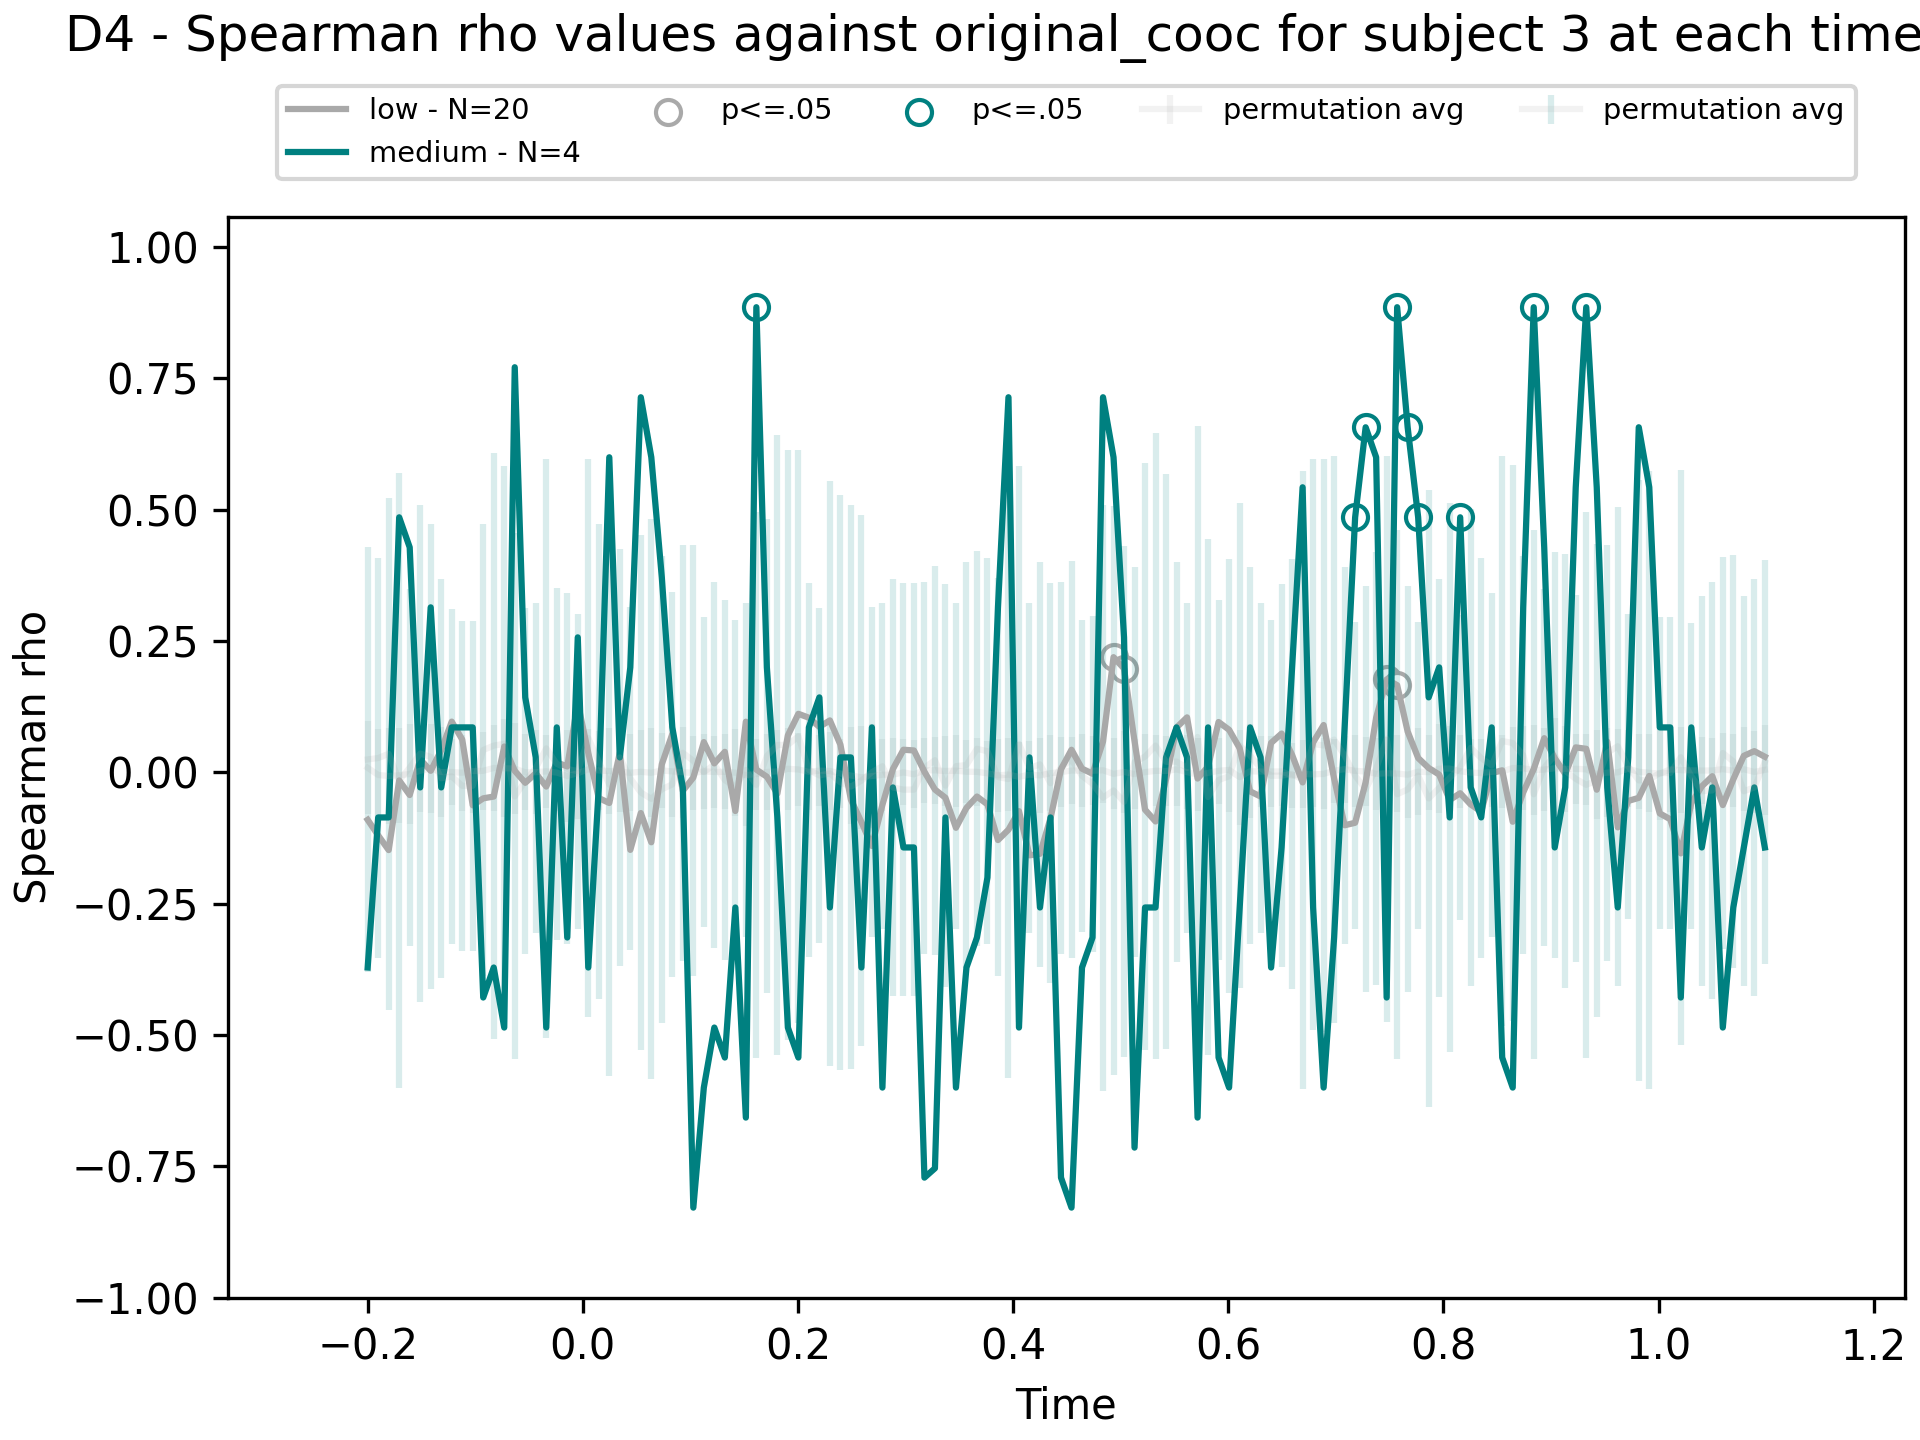 D4 - Spearman rho values against original_cooc for subject 3 at each time
low - N=20
medium - N=4
p<=.05
p<=.05
permutation avg
permutation avg
1.00
0.75
0.50
0.25
0.00
−0.25
−0.50
−0.75
−1.00
Spearman rho
−0.2 0.0 0.2 0.4 0.6 0.8 1.0 1.2
Time